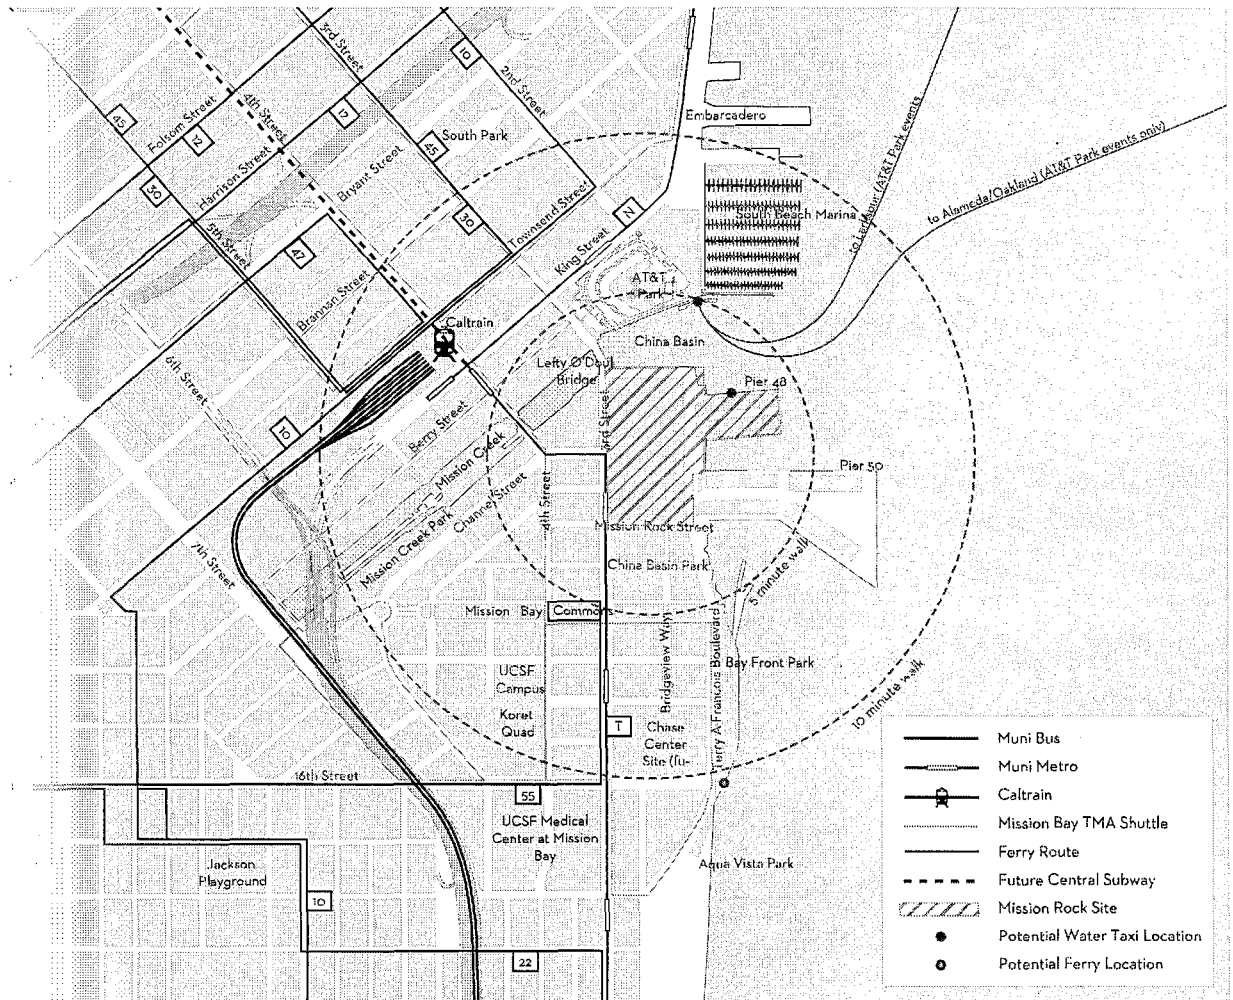 3rd Street
10
2nd Street
45
Folsom Street
12
4th Street
17
South Park
45
Embarcadero
30
Harrison Street
Bryant Street
30
Townsend Street
N
King Street
South Beach Marina
to Larkspur (AT&T Park events
to Alameda/Oakland (AT&T Park events only)
5th Street
47
Brannan Street
AT&T
Park
Caltrain
China Basin
Lefty O'Doul
Bridge
Pier 48
6th Street
10
Berry Street
3rd Street
Mission Creek
Pier 50
4th Street
Channel Street
Mission Creek Park
Mission Rock Street
7th Street
China Basin Park
5 minute walk
Mission Bay Commons
Bridgeview Way
Terry A Francois Boulevard
Bay Front Park
UCSF
Campus
Koret
Quad
T
Chase
Center
Site (fu-
10 minute walk
16th Street
55
UCSF Medical
Center at Mission
Bay
Jackson
Playground
Aqua Vista Park
10
22
Muni Bus
Muni Metro
Caltrain
Mission Bay TMA Shuttle
Ferry Route
Future Central Subway
Mission Rock Site
Potential Water Taxi Location
Potential Ferry Location